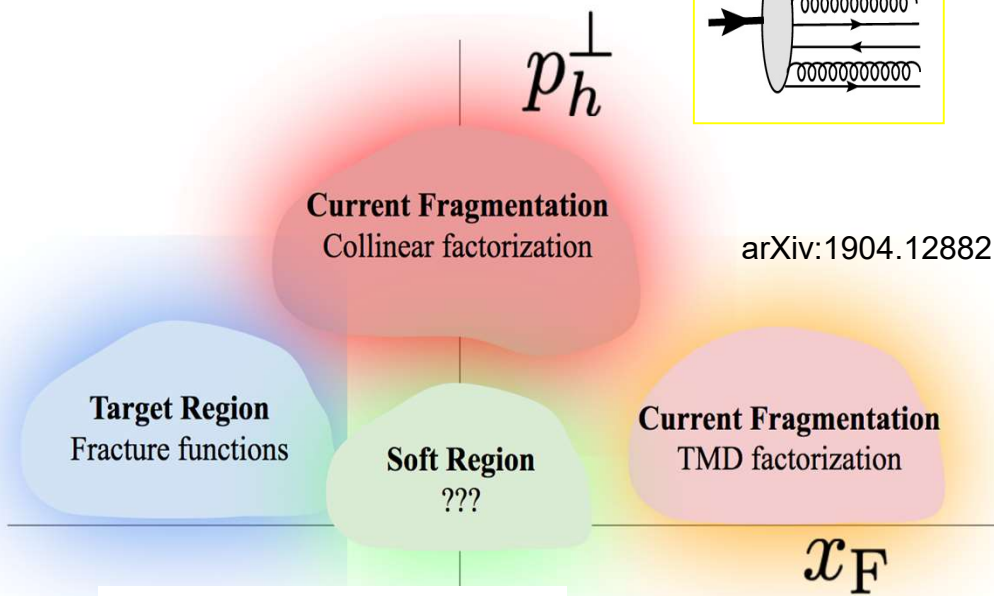 p_h^⊥
Current Fragmentation
Collinear factorization
arXiv:1904.12882
Target Region
Fracture functions
Current Fragmentation
TMD factorization
Soft Region
???
x_F